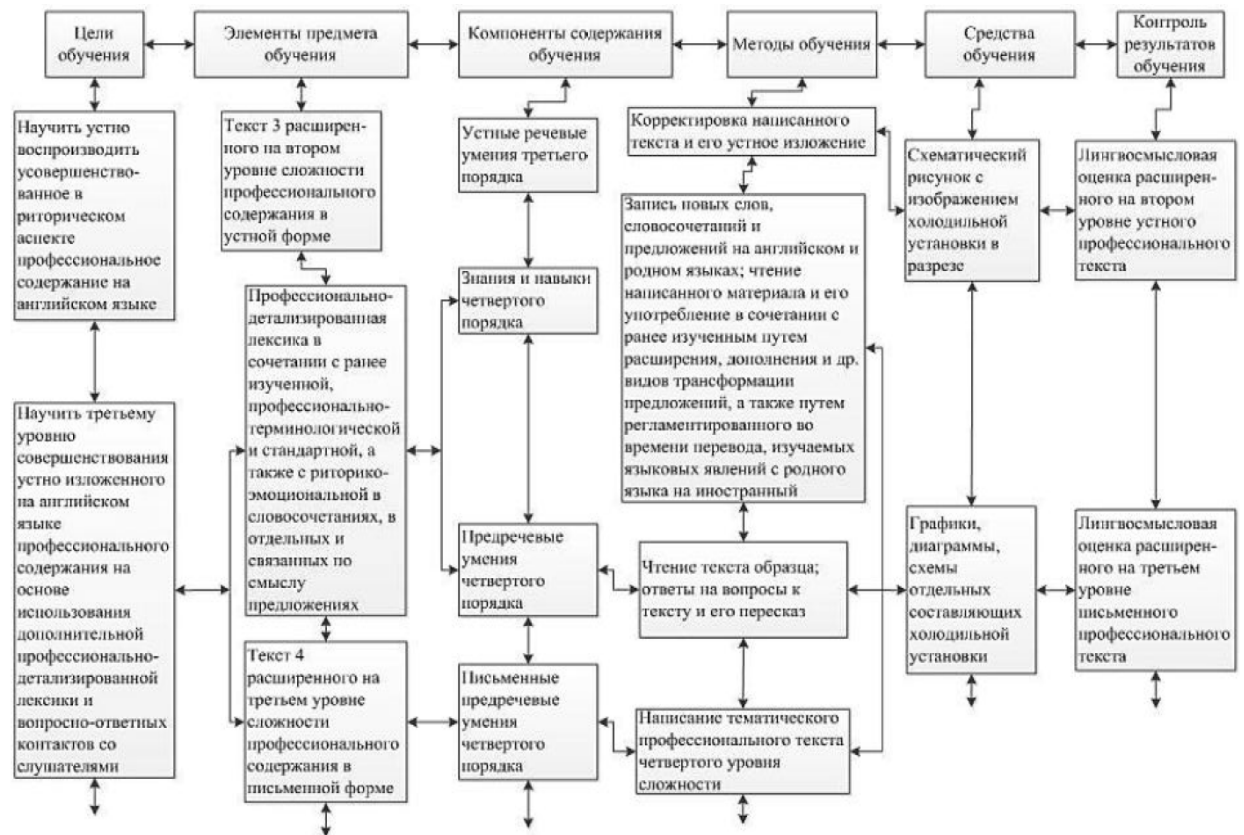 Цели
обучения
Элементы предмета
обучения
Компоненты содержания
обучения
Методы обучения
Средства
обучения
Контроль
результатов
обучения
Научить устно
воспроизводить
усовершенство-
ванное в
риторическом
аспекте
профессиональное
содержание на
английском языке
Научить третьему
уровню
совершенствования
устно изложенного
на английском
языке
профессионального
содержания на
основе
использования
дополнительной
профессионально-
детализированной
лексики и
вопросно-ответных
контактов со
слушателями
Текст 3 расширен-
ного на втором
уровне сложности
профессионального
содержания в
устной форме
Профессионально-
детализированная
лексика в
сочетании с ранее
изученной,
профессионально-
терминологической
и стандартной, а
также с риторико-
эмоциональной в
словосочетаниях, в
отдельных и
связанных по
смыслу
предложениях
Текст 4
расширенного на
третьем уровне
сложности
профессионального
содержания в
письменной форме
Устные речевые
умения третьего
порядка
Знания и навыки
четвертого
порядка
Предречевые
умения
четвертого
порядка
Письменные
предречевые
умения
четвертого
порядка
Корректировка написанного
текста и его устное изложение
Запись новых слов,
словосочетаний и
предложений на английском и
родном языках; чтение
написанного материала и его
употребление в сочетании с
ранее изученным путем
расширения, дополнения и др.
видов трансформации
предложений, а также путем
регламентированного во
времени перевода, изучаемых
языковых явлений с родного
языка на иностранный
Чтение текста образца;
ответы на вопросы к
тексту и его пересказ
Написание тематического
профессионального текста
четвертого уровня
сложности
Схематический
рисунок с
изображением
холодильной
установки в
разрезе
Графики,
диаграммы,
схемы
отдельных
составляющих
холодильной
установки
Лингвосмысловая
оценка расширен-
ного на втором
уровне устного
профессионального
текста
Лингвосмысловая
оценка расширен-
ного на третьем
уровне
письменного
профессионального
текста